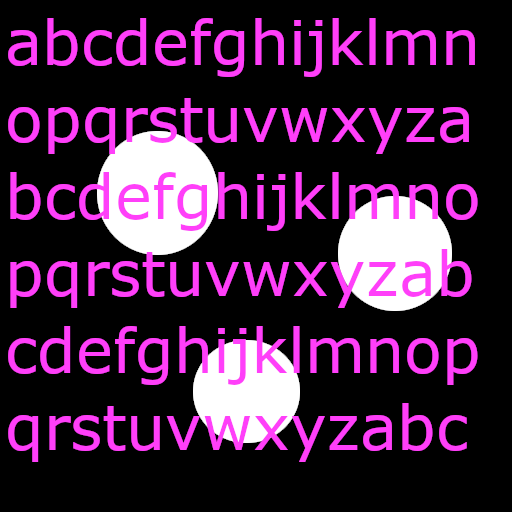 abcdefghijklmn
opqrstuvwxyza
bcdefghijklmno
pqrstuvwxyzab
cdefghijklmnop
qrstuvwxyzabc